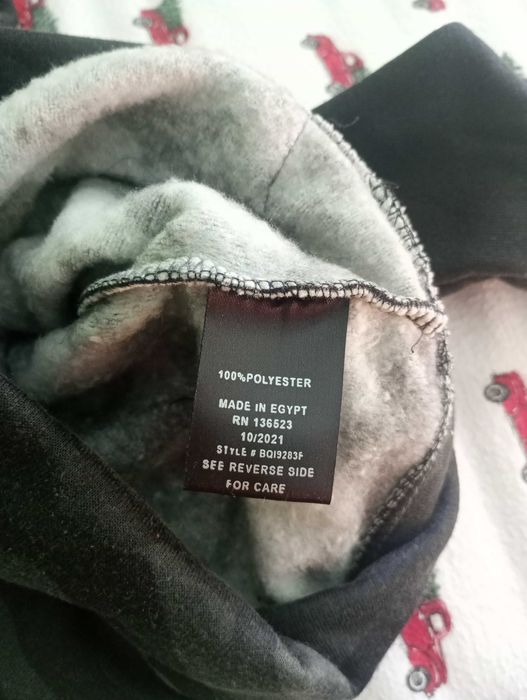 100%POLYESTER
MADE IN EGYPT
RN 136523
10/2021
STYLE # BQI9283F
SEE REVERSE SIDE
FOR CARE